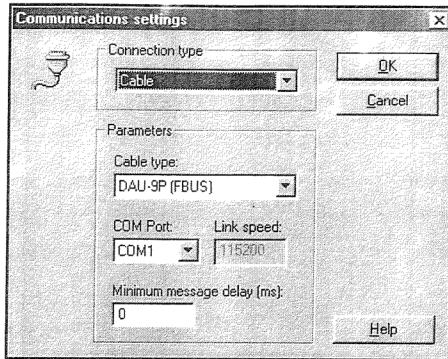 Communications settings
Connection type
Cable
OK
Cancel
Parameters
Cable type:
DAU-9P (FBUS)
COM Port: Link speed:
COM1 115200
Minimum message delay (ms):
0
Help